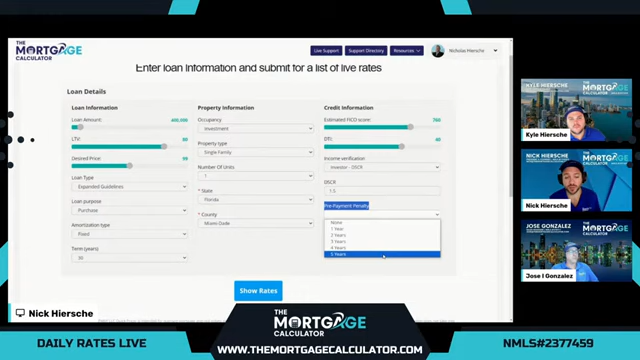 THE
MORTGAGE
CALCULATOR
Live Support
Support Directory
Resources
Nicholas Hiersche
Enter loan information and submit for a list of live rates
Loan Details
Loan Information
Loan Amount
400,000
LTV:
80
Desired Price:
99
Loan Type
Expanded Guidelines
Loan purpose
Purchase
Amortization type
Fixed
Term (years)
30
Property Information
Occupancy
Investment
Property type
Single Family
Number Of Units
1
* State
Florida
* County
Miami-Dade
Credit Information
Estimated FICO score:
760
DTI:
40
Income verification
Investor - DSCR
DSCR
1.5
Pre-Payment Penalty
None
1 Year
2 Years
3 Years
4 Years
5 Years
Show Rates
KYLE HIERSCHE
THE
MORTGAGE
CALCULATOR
Kyle Hiersche
NICK HIERSCHE
THE
MORTGAGE
CALCULATOR
Nick Hiersche
JOSE GONZALEZ
THE
MORTGAGE
CALCULATOR
Jose I Gonzalez
Nick Hiersche
THE
MORTGAGE
CALCULATOR
DAILY RATES LIVE
WWW.THEMORTGAGECALCULATOR.COM
NMLS#2377459